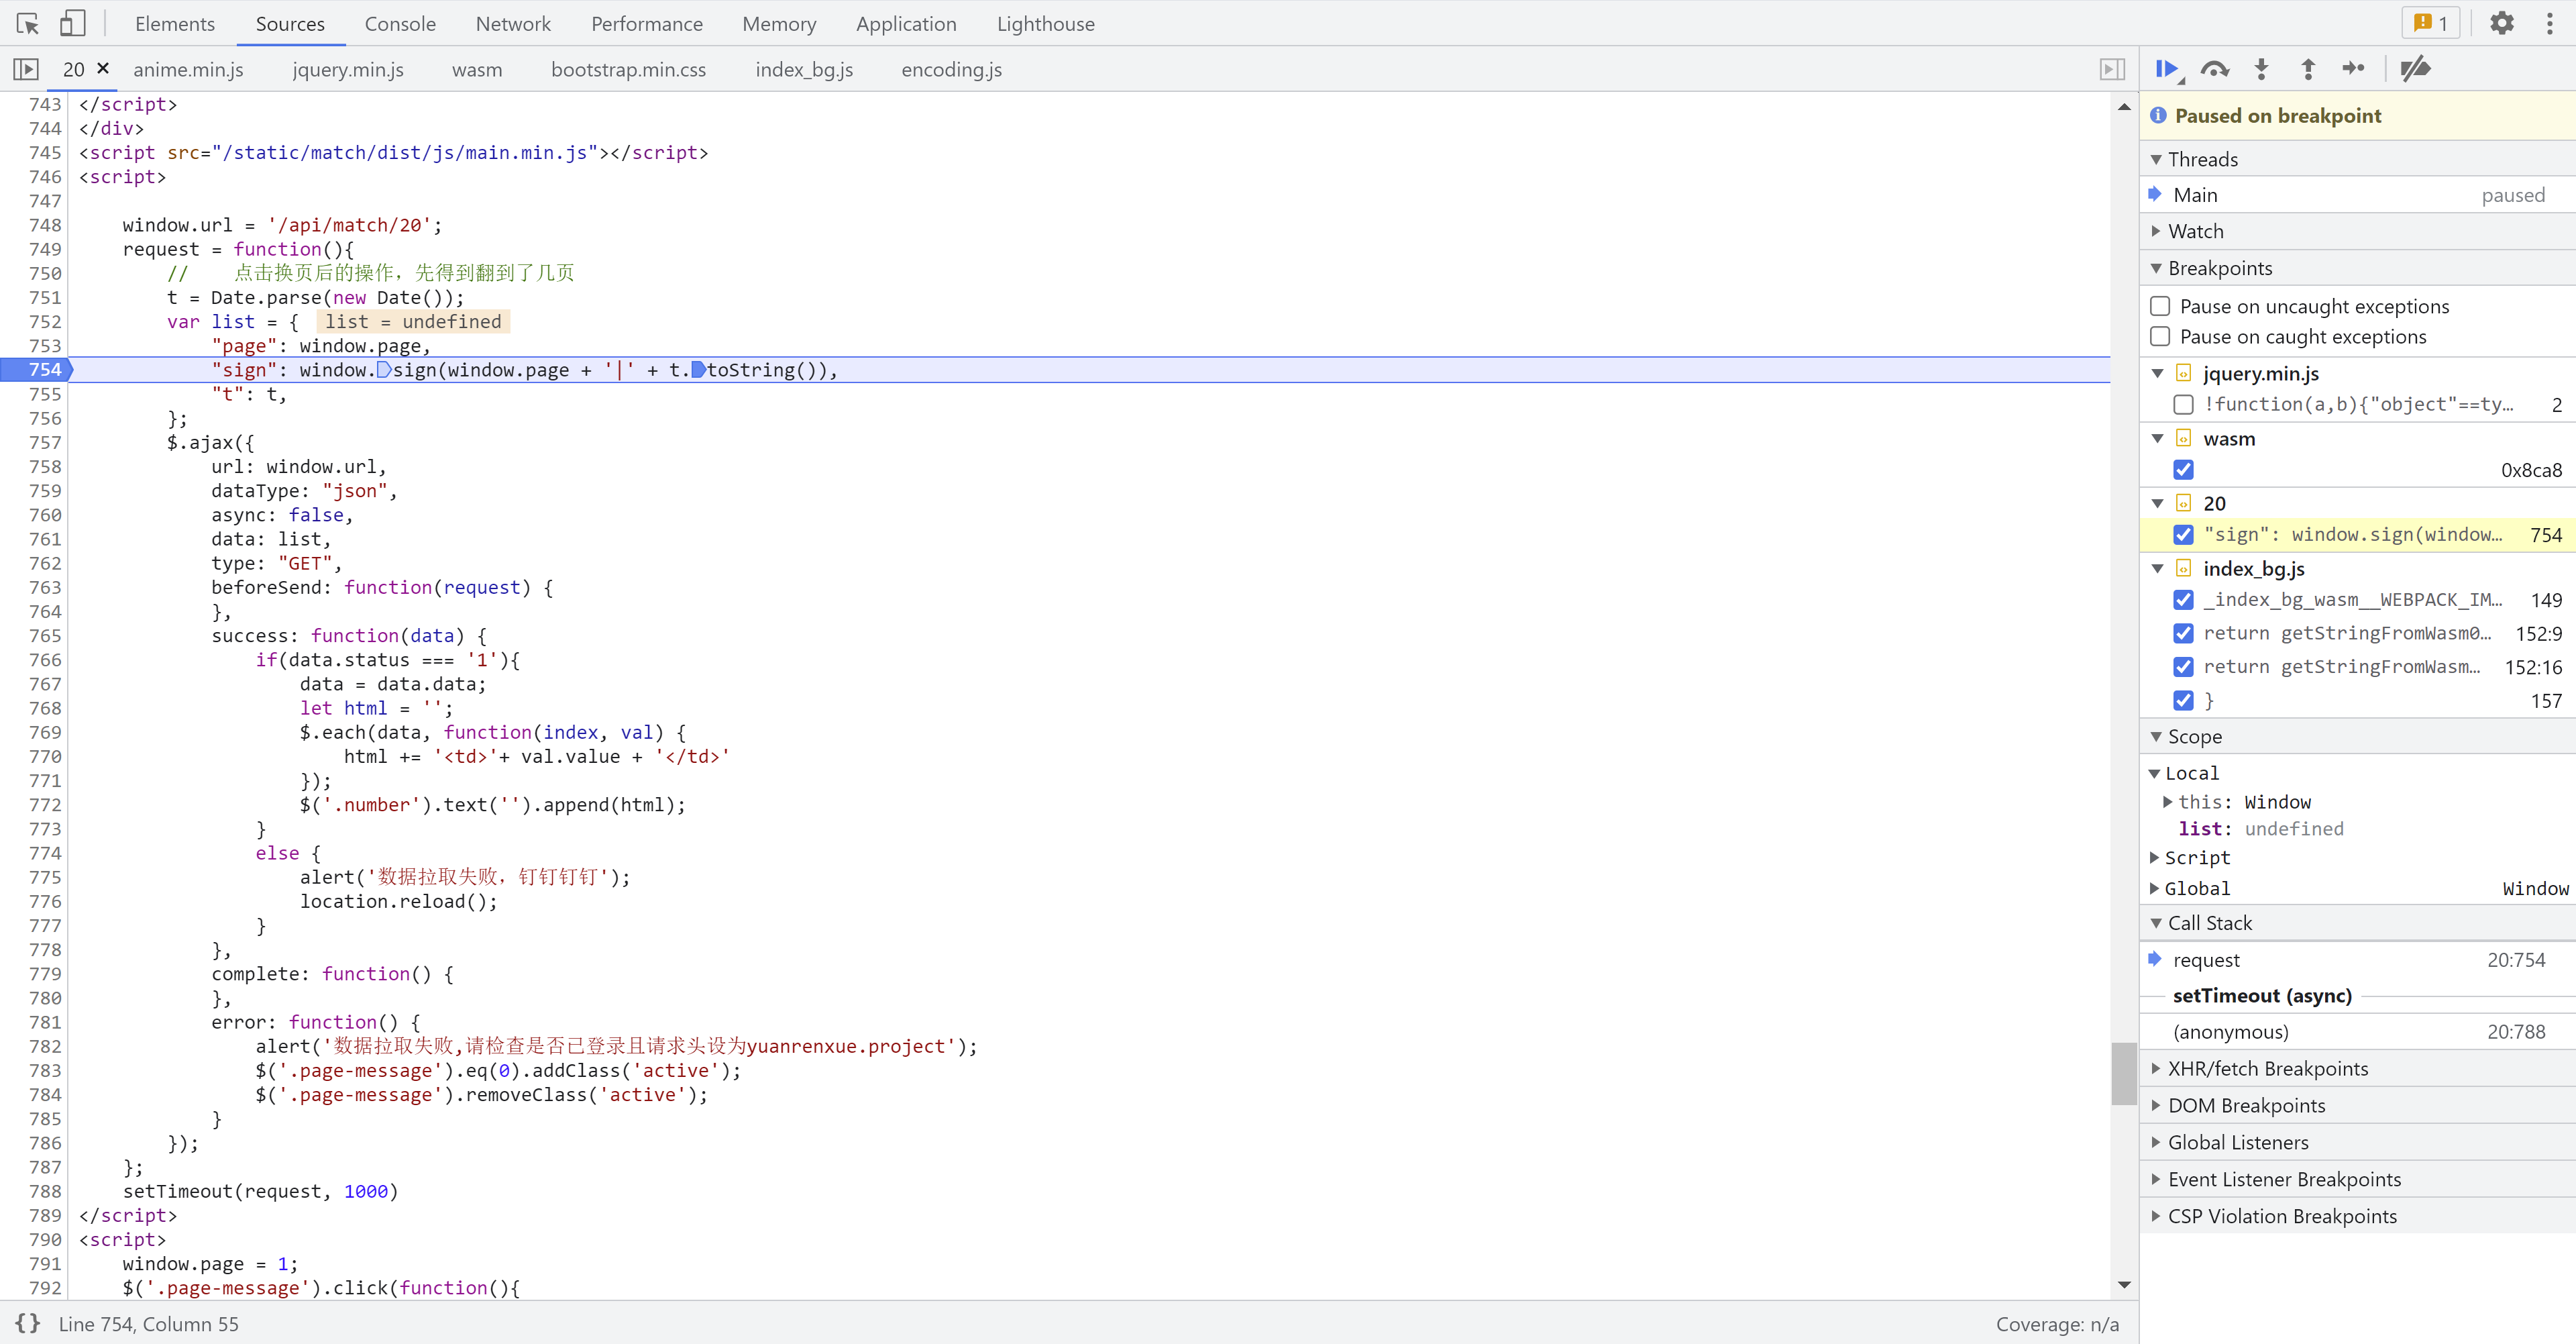 Elements Sources Console Network Performance Memory Application Lighthouse 1
20 × anime.min.js jquery.min.js wasm bootstrap.min.css index_bg.js encoding.js
743 </script>
744 </div>
745 <script src="/static/match/dist/js/main.min.js"></script>
746 <script>
747
748 window.url = '/api/match/20';
749 request = function(){
750 // 点击换页后的操作，先得到翻到了几页
751 t = Date.parse(new Date());
752 var list = { list = undefined
753 "page": window.page,
754 "sign": window.sign(window.page + '|' + t.toString()),
755 "t": t,
756 };
757 $.ajax({
758 url: window.url,
759 dataType: "json",
760 async: false,
761 data: list,
762 type: "GET",
763 beforeSend: function(request) {
764 },
765 success: function(data) {
766 if(data.status === '1'){
767 data = data.data;
768 let html = '';
769 $.each(data, function(index, val) {
770 html += '<td>'+ val.value + '</td>'
771 });
772 $('.number').text('').append(html);
773 }
774 else {
775 alert('数据拉取失败，钉钉钉钉');
776 location.reload();
777 }
778 },
779 complete: function() {
780 },
781 error: function() {
782 alert('数据拉取失败,请检查是否已登录且请求头设为yuanrenxue.project');
783 $('.page-message').eq(0).addClass('active');
784 $('.page-message').removeClass('active');
785 }
786 });
787 };
788 setTimeout(request, 1000)
789 </script>
790 <script>
791 window.page = 1;
792 $('.page-message').click(function(){
{} Line 754, Column 55 Coverage: n/a
Paused on breakpoint
Threads
Main paused
Watch
Breakpoints
Pause on uncaught exceptions
Pause on caught exceptions
jquery.min.js
!function(a,b){"object"==ty… 2
wasm
0x8ca8
20
"sign": window.sign(window… 754
index_bg.js
_index_bg_wasm__WEBPACK_IM… 149
return getStringFromWasm0… 152:9
return getStringFromWasm… 152:16
} 157
Scope
Local
this: Window
list: undefined
Script
Global Window
Call Stack
request 20:754
setTimeout (async)
(anonymous) 20:788
XHR/fetch Breakpoints
DOM Breakpoints
Global Listeners
Event Listener Breakpoints
CSP Violation Breakpoints